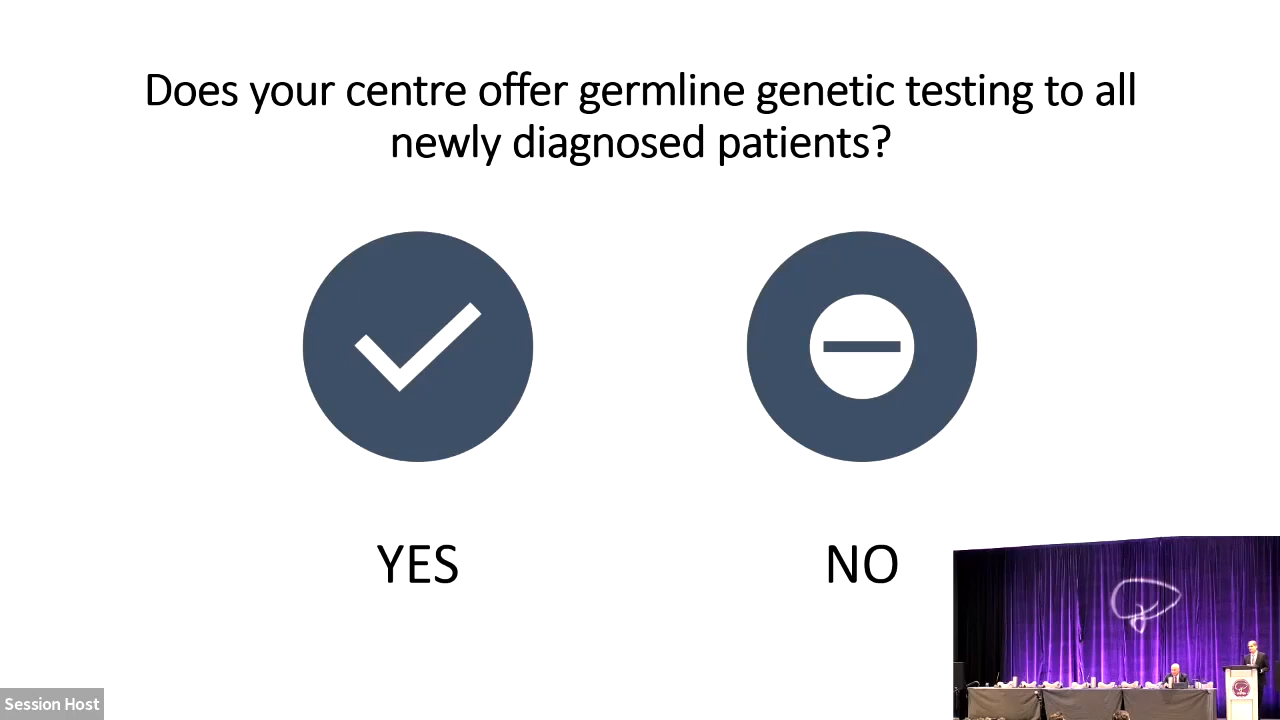 Does your centre offer germline genetic testing to all
newly diagnosed patients?
YES
NO
Session Host